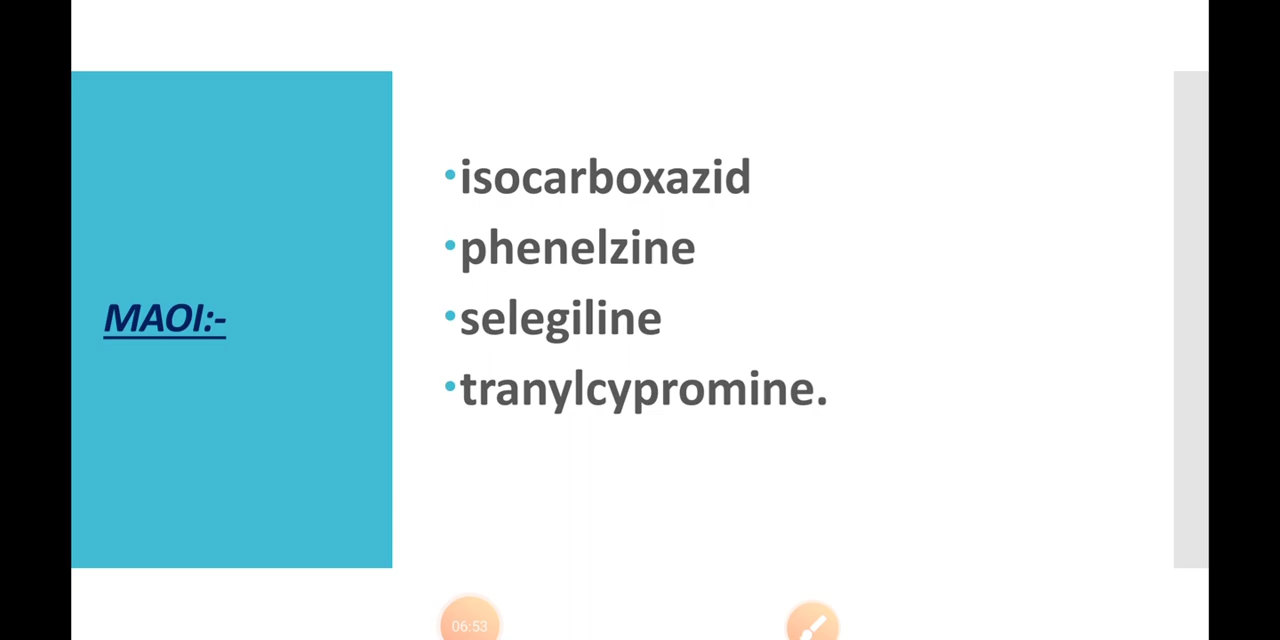 MAOI:-
•isocarboxazid
•phenelzine
•selegiline
•tranylcypromine.
06:53